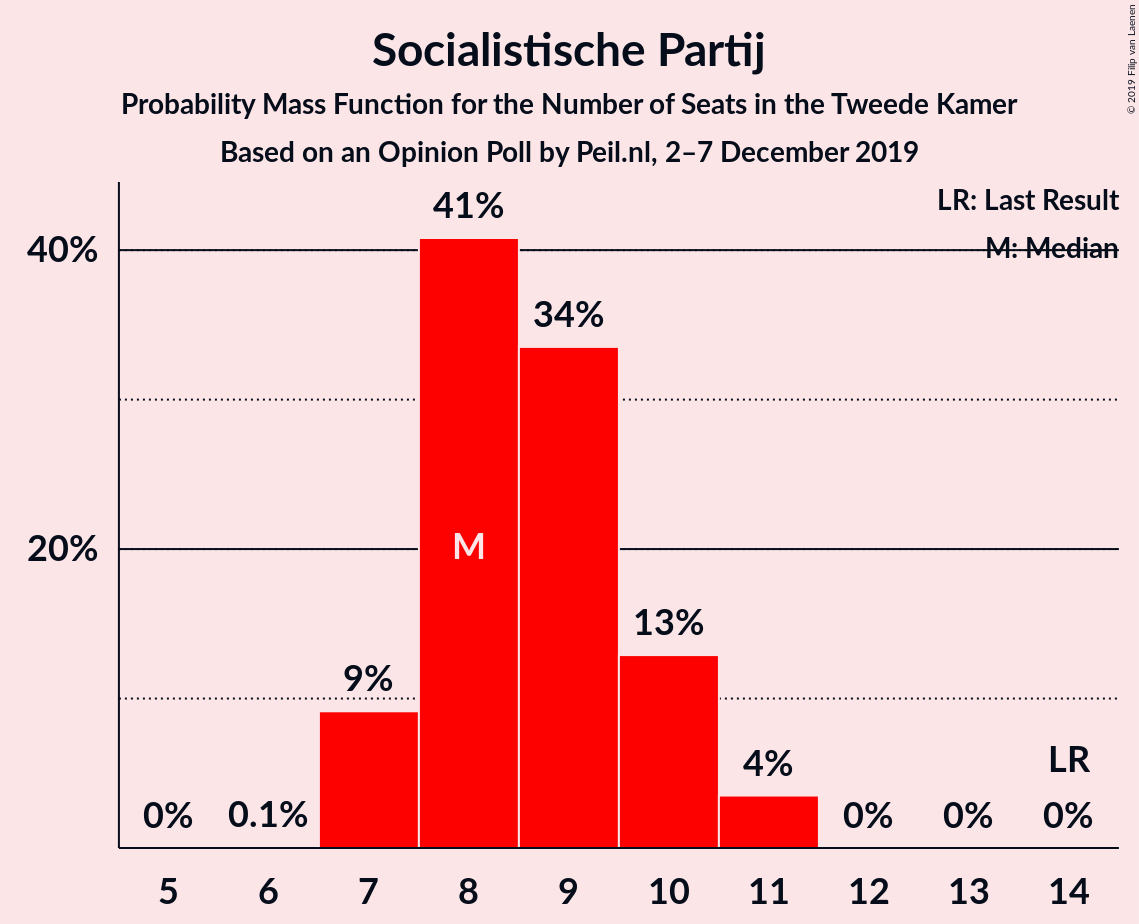 Socialistische Partij
Probability Mass Function for the Number of Seats in the Tweede Kamer
Based on an Opinion Poll by Peil.nl, 2–7 December 2019
© 2019 Filip van Laenen
LR: Last Result
M: Median
40%
20%
0%
0.1%
9%
41%
M
34%
13%
4%
0%
0%
LR
0%
5 6 7 8 9 10 11 12 13 14